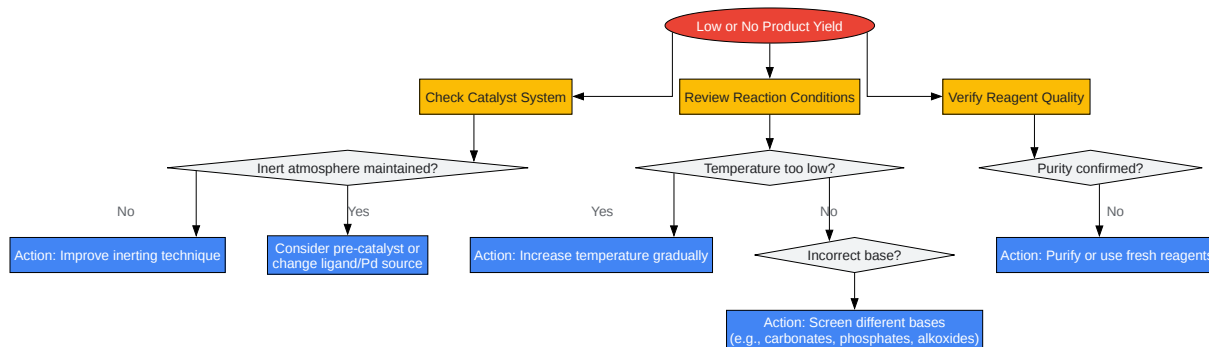 Low or No Product Yield
Check Catalyst System
Review Reaction Conditions
Verify Reagent Quality
Inert atmosphere maintained?
Temperature too low?
Purity confirmed?
No
Yes
Yes
No
No
Action: Improve inerting technique
Consider pre-catalyst or
change ligand/Pd source
Action: Increase temperature gradually
Incorrect base?
Action: Purify or use fresh reagents
Action: Screen different bases
(e.g., carbonates, phosphates, alkoxides)